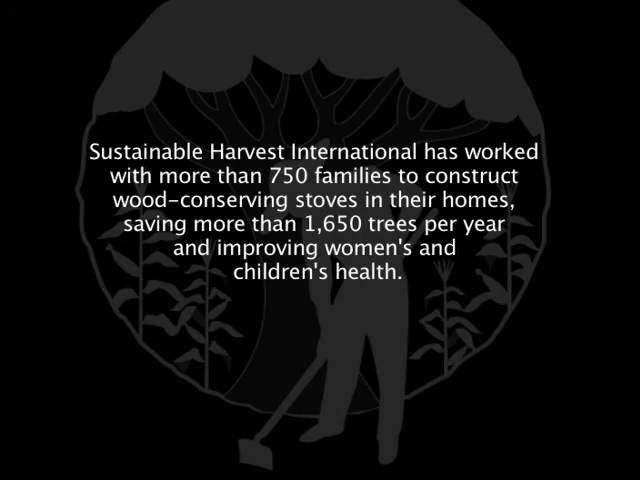 Sustainable Harvest International has worked
with more than 750 families to construct
wood-conserving stoves in their homes,
saving more than 1,650 trees per year
and improving women's and
children's health.